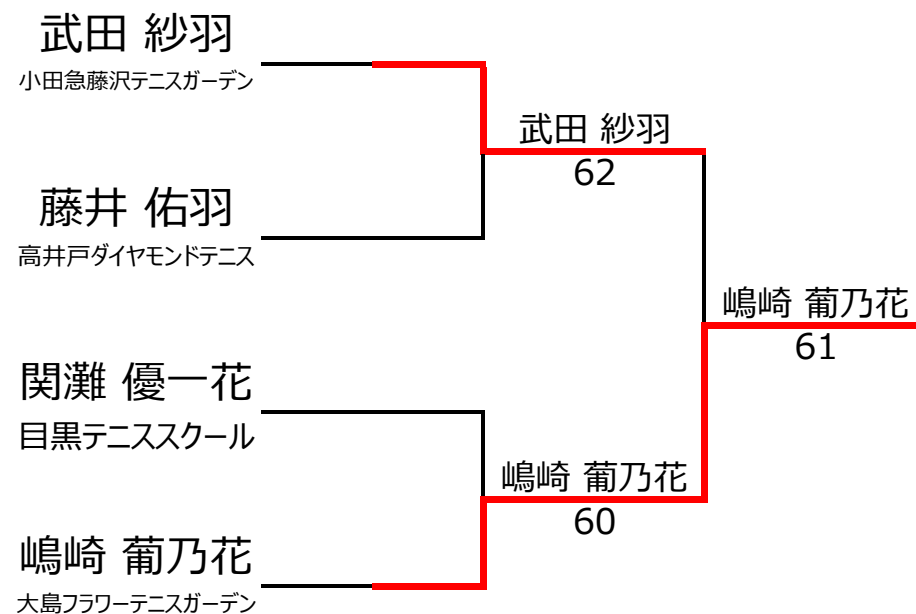 武田 紗羽
小田急藤沢テニスガーデン
武田 紗羽
62
藤井 佑羽
高井戸ダイヤモンドテニス
嶋崎 葡乃花
61
関灘 優一花
目黒テニススクール
嶋崎 葡乃花
60
嶋崎 葡乃花
大島フラワーテニスガーデン